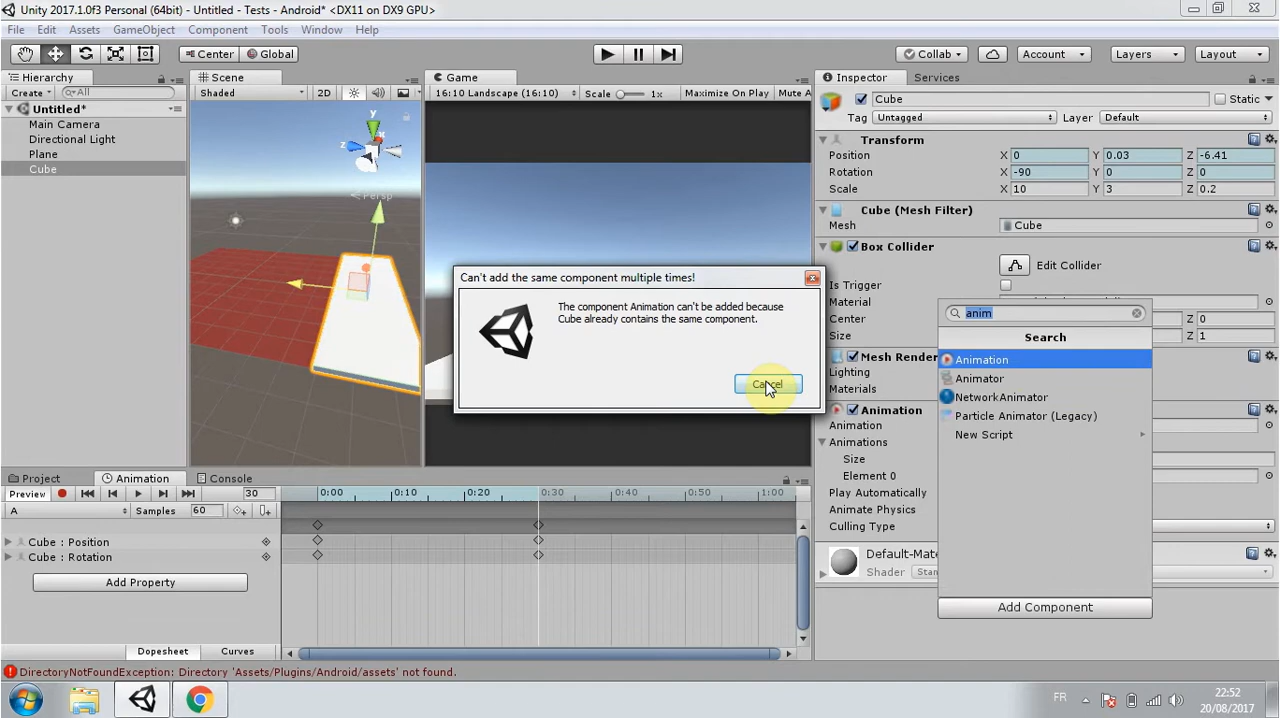 Unity 2017.1.0f3 Personal (64bit) - Untitled - Tests - Android* <DX11 on DX9 GPU>
File Edit Assets GameObject Component Tools Window Help
Center Global Collab Account Layers Layout
Hierarchy
Create All
Untitled*
Main Camera
Directional Light
Plane
Cube
Scene
Shaded 2D
y
x
z
Persp
Game
16:10 Landscape (16:10) Scale 1x Maximize On Play Mute A
Inspector Services
Cube Static
Tag Untagged Layer Default
Transform
Position X 0 Y 0.03 Z -6.41
Rotation X -90 Y 0 Z 0
Scale X 10 Y 3 Z 0.2
Cube (Mesh Filter)
Mesh Cube
Box Collider
Edit Collider
Is Trigger
Material
Center Z 0
Size Z 1
Mesh Render
Lighting
Materials
Animation
Animation
Animations
Size
Element 0
Play Automatically
Animate Physics
Culling Type
Default-Mate
Shader Stan
anim
Search
Animation
Animator
NetworkAnimator
Particle Animator (Legacy)
New Script
Add Component
Can't add the same component multiple times!
The component Animation can't be added because
Cube already contains the same component.
Cancel
Project Animation Console
Preview 30 0:00 0:10 0:20 0:30 0:40 0:50 1:00
A Samples 60
Cube : Position
Cube : Rotation
Add Property
Dopesheet Curves
DirectoryNotFoundException: Directory 'Assets/Plugins/Android/assets' not found.
FR
22:52
20/08/2017